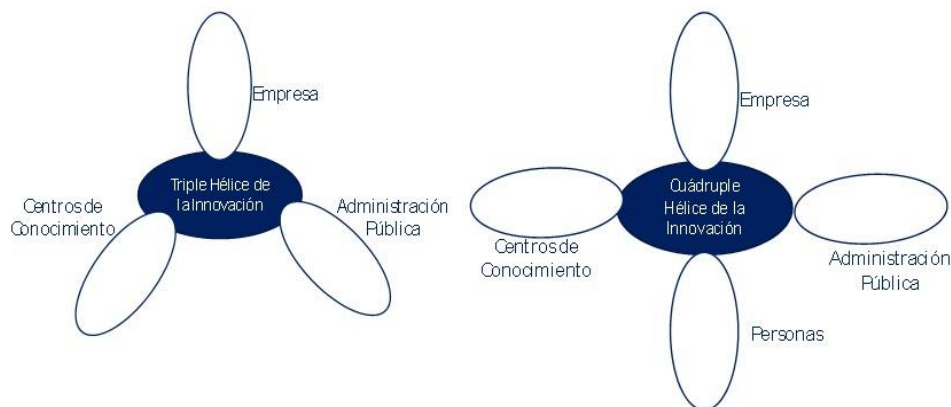 Empresa
Triple Hélice de
la Innovación
Centros de
Conocimiento
Administración
Pública
Empresa
Cuádruple
Hélice de la
Innovación
Centros de
Conocimiento
Administración
Pública
Personas